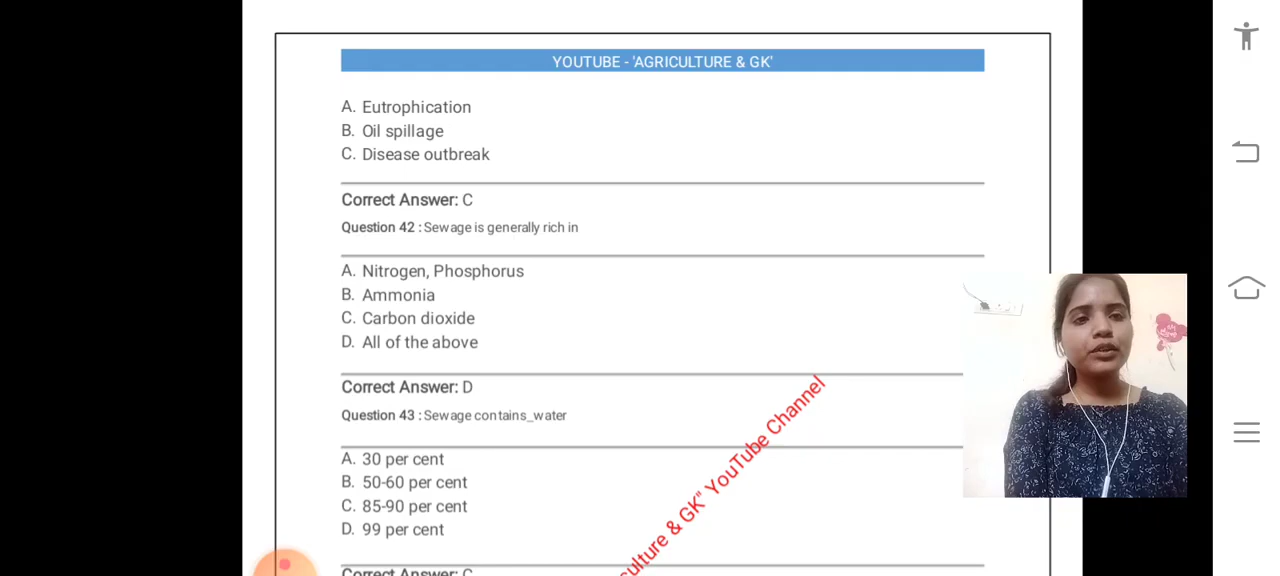 YOUTUBE - 'AGRICULTURE & GK'
A. Eutrophication
B. Oil spillage
C. Disease outbreak
Correct Answer: C
Question 42 : Sewage is generally rich in
A. Nitrogen, Phosphorus
B. Ammonia
C. Carbon dioxide
D. All of the above
Correct Answer: D
Question 43 : Sewage contains_water
A. 30 per cent
B. 50-60 per cent
C. 85-90 per cent
D. 99 per cent
Correct Answer: C
& GK" YouTube Channel